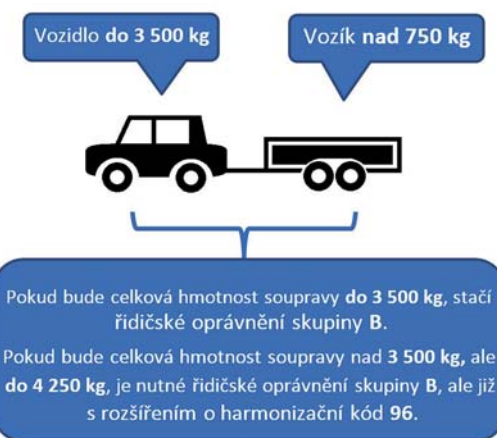 Vozidlo do 3 500 kg
Vozík nad 750 kg
Pokud bude celková hmotnost soupravy do 3 500 kg, stačí
řidičské oprávnění skupiny B.
Pokud bude celková hmotnost soupravy nad 3 500 kg, ale
do 4 250 kg, je nutné řidičské oprávnění skupiny B, ale již
s rozšířením o harmonizační kód 96.